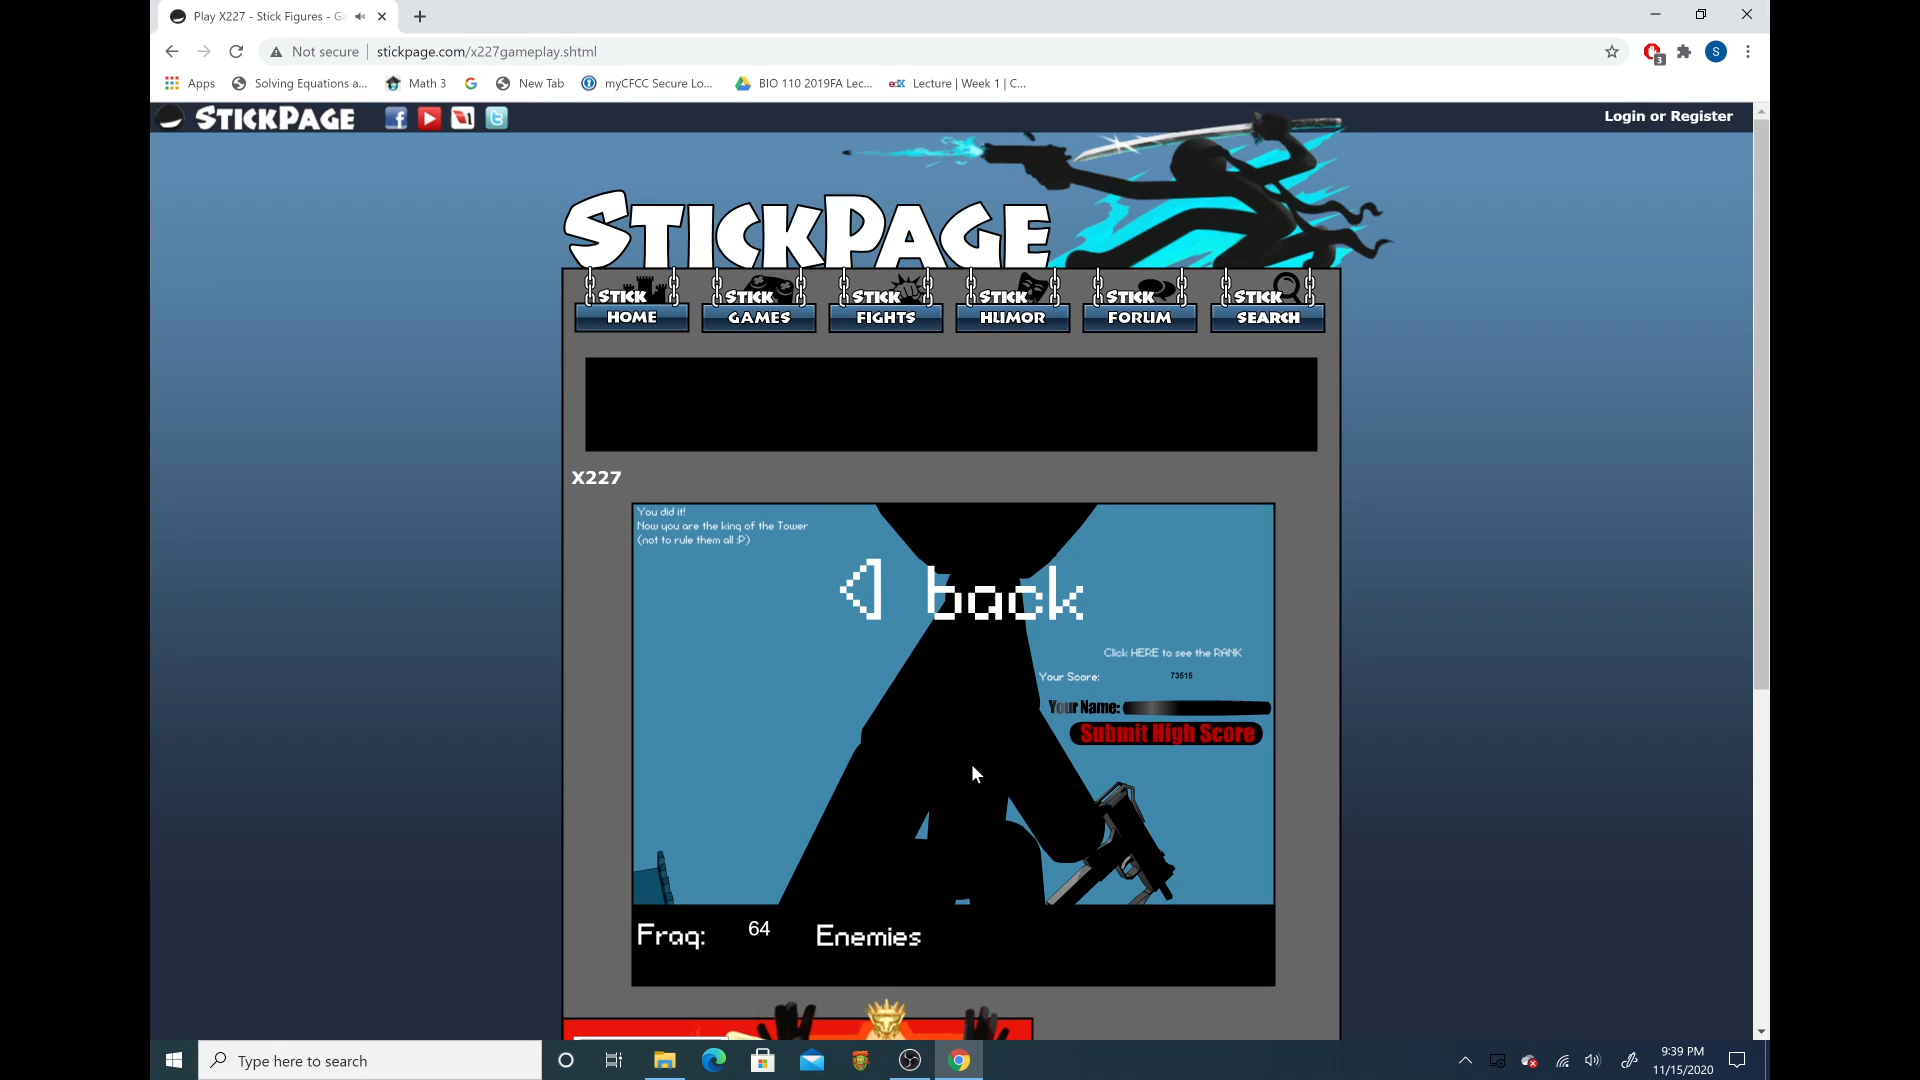 Play X227 - Stick Figures - Ga
Not secure
stickpage.com/x227gameplay.shtml
S
3
Apps
Solving Equations a...
Math 3
New Tab
myCFCC Secure Lo...
BIO 110 2019FA Lec...
edX
Lecture | Week 1 | C...
STICKPAGE
Login or Register
STICKPAGE
STICK HOME
STICK GAMES
STICK FIGHTS
STICK HUMOR
STICK FORUM
STICK SEARCH
X227
You did it!
Now you are the king of the Tower
(not to rule them all :P)
back
Click HERE to see the RANK
Your Score: 73515
Your Name:
Submit High Score
Frag: 64 Enemies
Type here to search
9:39 PM
11/15/2020